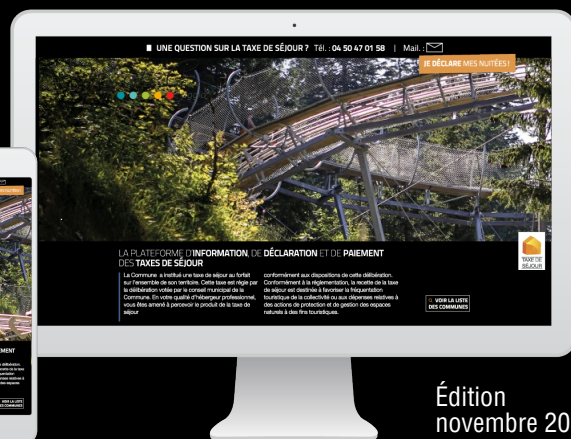 UNE QUESTION SUR LA TAXE DE SÉJOUR ? Tél. : 04 50 47 01 58 | Mail. :
JE DÉCLARE MES NUITÉES !
LA PLATEFORME D'INFORMATION, DE DÉCLARATION ET DE PAIEMENT
DES TAXES DE SÉJOUR
La Commune a institué une taxe de séjour au forfait
sur l'ensemble de son territoire. Cette taxe est régie par
la délibération votée par le conseil municipal de la
Commune. En votre qualité d'hébergeur professionnel,
vous êtes amené à percevoir le produit de la taxe de
séjour
conformément aux dispositions de cette délibération.
Conformément à la réglementation, la recette de la taxe
de séjour est destinée à favoriser la fréquentation
touristique de la collectivité ou aux dépenses relatives à
des actions de protection et de gestion des espaces
naturels à des fins touristiques.
TAXE DE
SÉJOUR
VOIR LA LISTE
DES COMMUNES
VOIR LA LISTE
DES COMMUNES
Édition
novembre 20